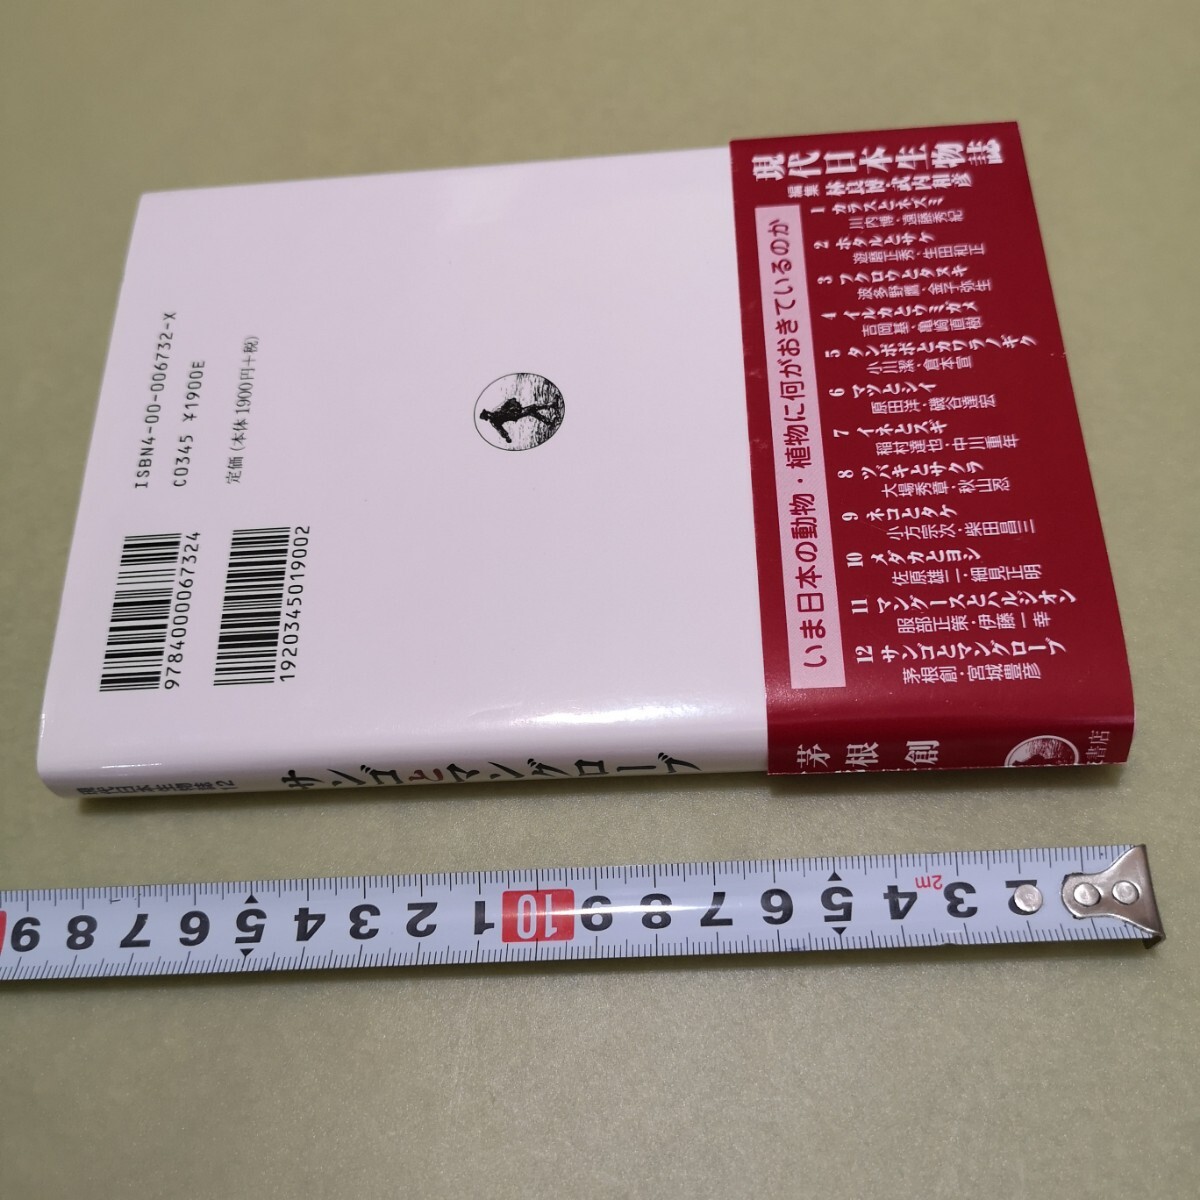 現代日本生物誌
編集 林良博・武内和彦
いま日本の動物・植物に何がおきているのか
1 カラスとネズミ
川内博・遠藤秀紀
2 ホタルとサケ
遊磨正秀・生田和正
3 フクロウとタヌキ
波多野鷹・金子弥生
4 イルカとウミガメ
吉岡基・亀崎直樹
5 タンポポとカワラノギク
小川潔・倉本宣
6 マツとシイ
原田洋・磯谷達宏
7 イネとスギ
稲村達也・中川重年
8 ツバキとサクラ
大場秀章・秋山忍
9 ネコとタケ
小方宗次・柴田昌三
10 メダカとヨシ
佐原雄二・細見正明
11 マングースとハルジオン
服部正策・伊藤一幸
12 サンゴとマングローブ
茅根創・宮城豊彦
ISBN4-00-006732-X
C0345 ¥1900E
定価(本体1900円+税)
9784000067324
1920345019002
現代日本生物誌12
サンゴとマングローブ
茅根 創
書店
9 8 7 6 5 4 3 2 1 10 9 8 7 6 5 4 3 2
2m